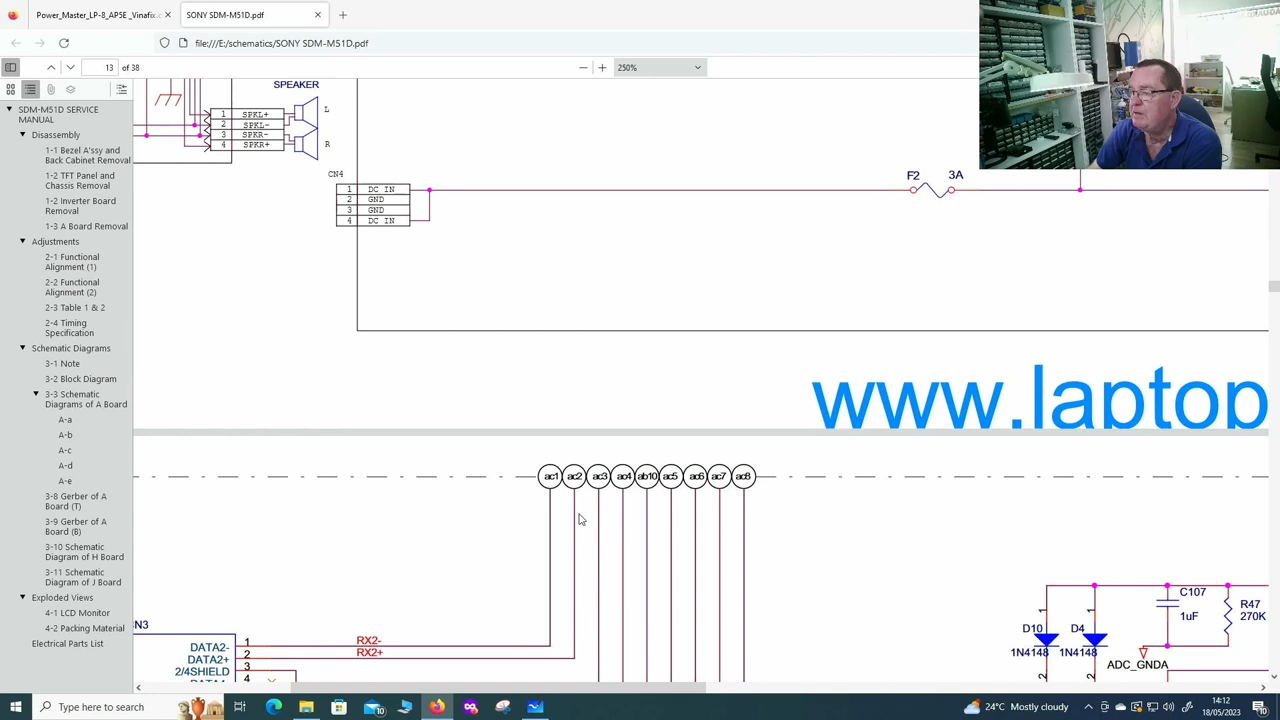 Power_Master_LP-8_AP5E_Vinafix.c
SONY SDM-M51D.pdf
file:///E:/schematics/SONY SDM-M51D.pdf
13 of 38
250%
SDM-M51D SERVICE
MANUAL
Disassembly
1-1 Bezel A'ssy and
Back Cabinet Removal
1-2 TFT Panel and
Chassis Removal
1-2 Inverter Board
Removal
1-3 A Board Removal
Adjustments
2-1 Functional
Alignment (1)
2-2 Functional
Alignment (2)
2-3 Table 1 & 2
2-4 Timing
Specification
Schematic Diagrams
3-1 Note
3-2 Block Diagram
3-3 Schematic
Diagrams of A Board
A-a
A-b
A-c
A-d
A-e
3-8 Gerber of A
Board (T)
3-9 Gerber of A
Board (B)
3-10 Schematic
Diagram of H Board
3-11 Schematic
Diagram of J Board
Exploded Views
4-1 LCD Monitor
4-2 Packing Material
Electrical Parts List
SPEAKER
1 SPKL+
2 SPKL-
3 SPKR-
4 SPKR+
L
R
CN4
1 DC IN
2 GND
3 GND
4 DC IN
F2 3A
www.laptop
ac1 ac2 ac3 ac4 ab10 ac5 ac6 ac7 ac8
N3
DATA2- 1 RX2-
DATA2+ 2 RX2+
2/4SHIELD 3
4
1 1
D10 D4
1N4148 1N4148
2 2
C107
1uF
R47
270K
ADC_GNDA
Type here to search
24°C Mostly cloudy
14:12
18/05/2023